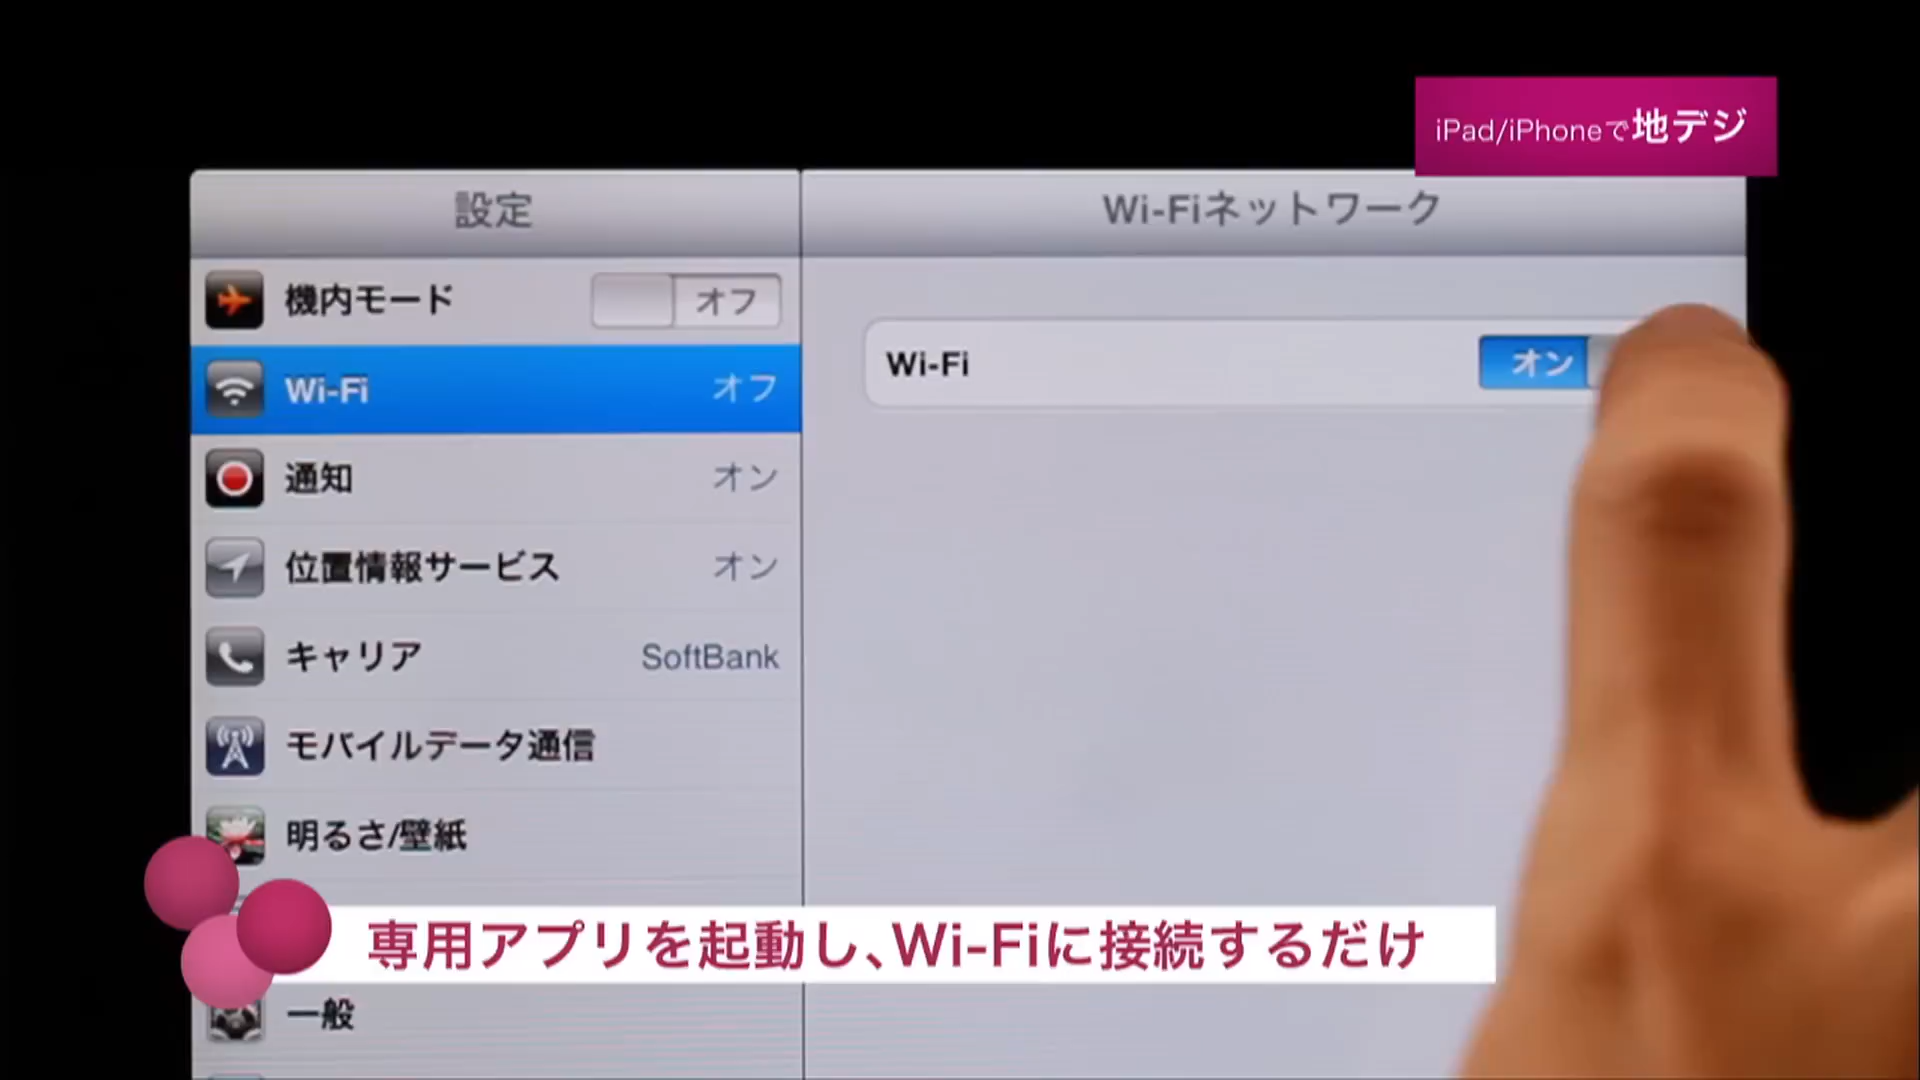 iPad/iPhoneで地デジ
設定
Wi-Fiネットワーク
機内モード オフ
Wi-Fi オフ
Wi-Fi オン
通知 オン
位置情報サービス オン
キャリア SoftBank
モバイルデータ通信
明るさ/壁紙
専用アプリを起動し、Wi-Fiに接続するだけ
一般